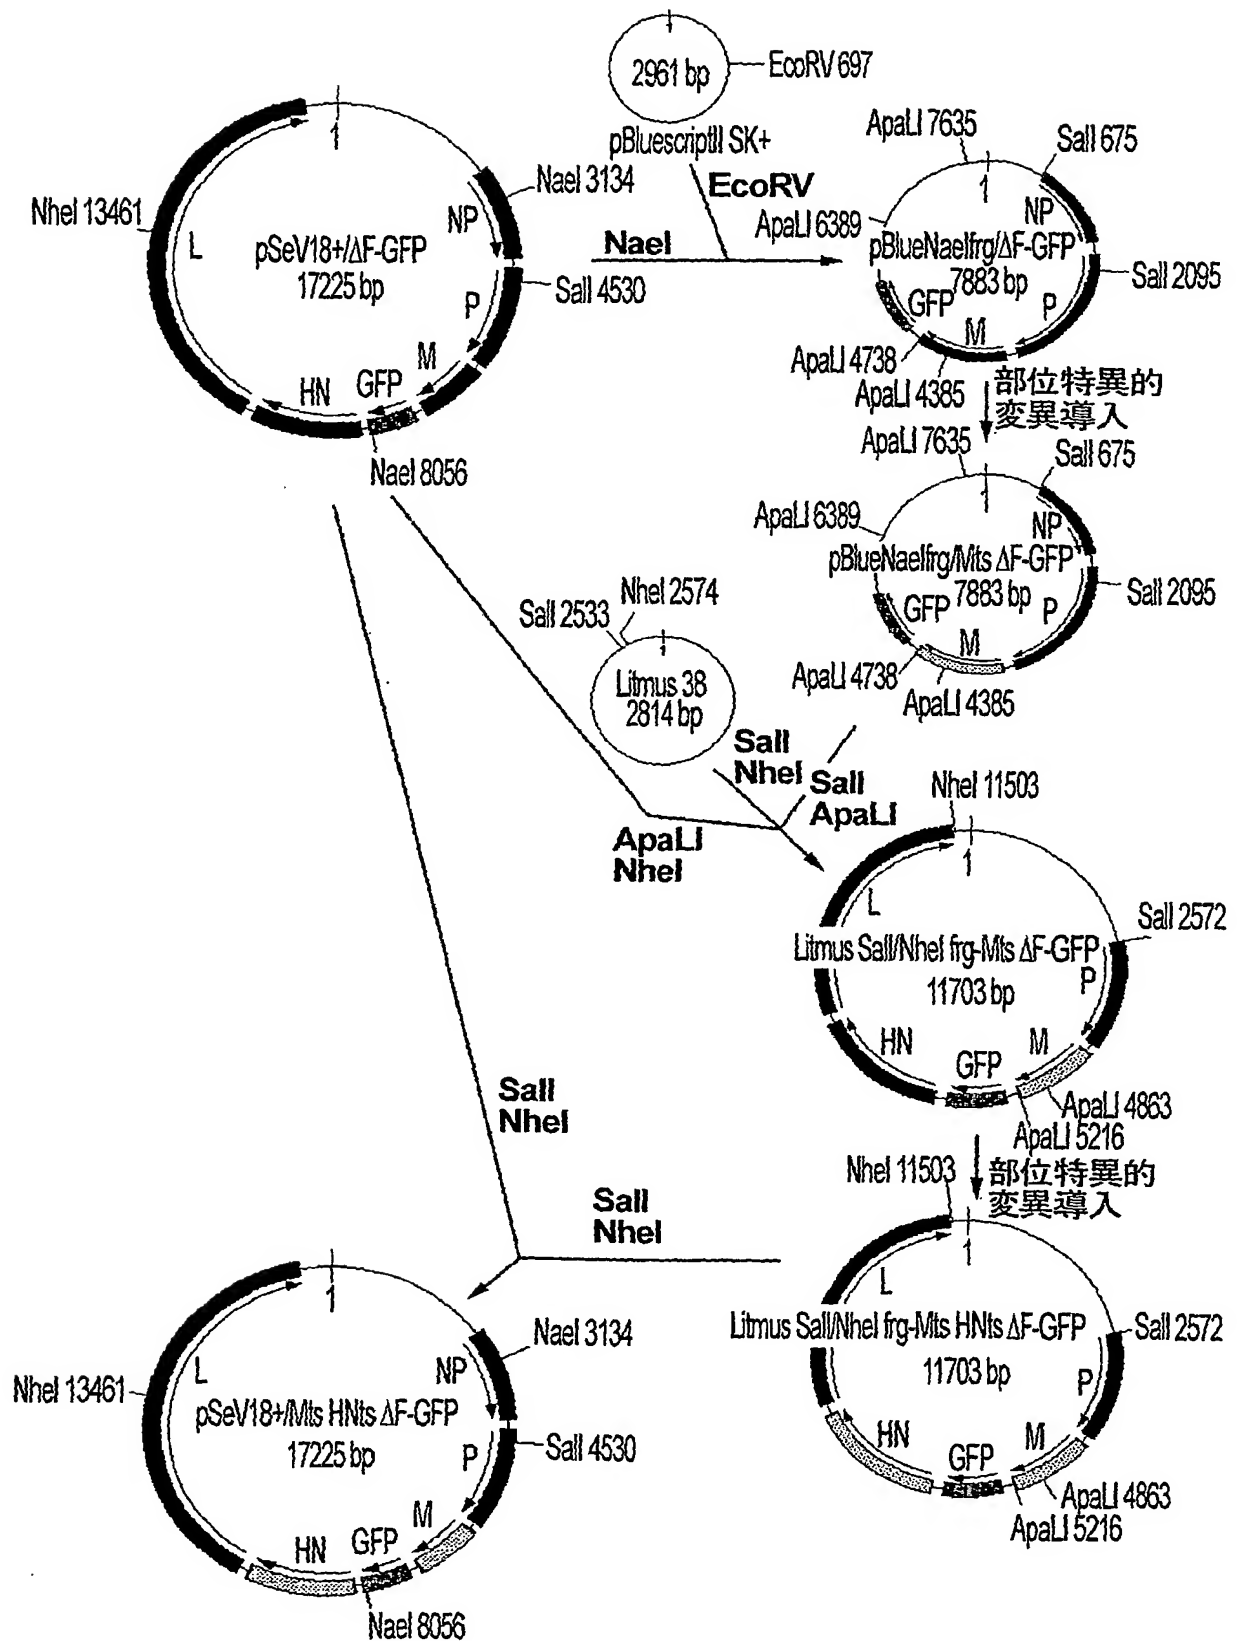 1
2961 bp
EcoRV 697
pBluescriptII SK+
EcoRV
NaeI
1
NheI 13461
L
pSeV18+/ΔF-GFP
17225 bp
NaeI 3134
NP
SalI 4530
P
M
GFP
HN
NaeI 8056
ApaLI 7635
SalI 675
1
NP
ApaLI 6389
pBlueNaeIfrg/ΔF-GFP
7883 bp
SalI 2095
GFP
P
M
ApaLI 4738
ApaLI 4385
部位特異的
変異導入
ApaLI 7635
SalI 675
1
ApaLI 6389
NP
pBlueNaeIfrg/Mts ΔF-GFP
7883 bp
SalI 2095
GFP
P
M
ApaLI 4738
ApaLI 4385
NheI 2574
SalI 2533
1
Litmus 38
2814 bp
SalI
NheI
SalI
ApaLI
ApaLI
NheI
NheI 11503
1
L
SalI 2572
Litmus SalI/NheI frg-Mts ΔF-GFP
11703 bp
P
HN
GFP
M
ApaLI 4863
ApaLI 5216
部位特異的
変異導入
SalI
NheI
SalI
NheI
NheI 11503
1
L
Litmus SalI/NheI frg-Mts HNts ΔF-GFP
SalI 2572
11703 bp
P
HN
GFP
M
ApaLI 4863
ApaLI 5216
1
NaeI 3134
L
NP
NheI 13461
pSeV18+/Mts HNts ΔF-GFP
17225 bp
SalI 4530
P
M
GFP
HN
NaeI 8056